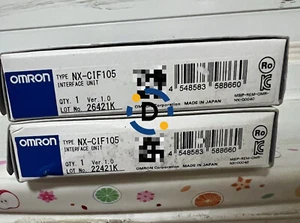 OMRON
TYPE NX-CIF105
INTERFACE UNIT
QTY. 1 Ver. 1.0
LOT No. 26421K
4 548583 588660
OMRON Corporation MADE IN JAPAN
D
OMRON
TYPE NX-CIF105
INTERFACE UNIT
QTY. 1 Ver. 1.0
LOT No. 22421K
4 548583 588660
OMRON Corporation MADE IN JAPAN